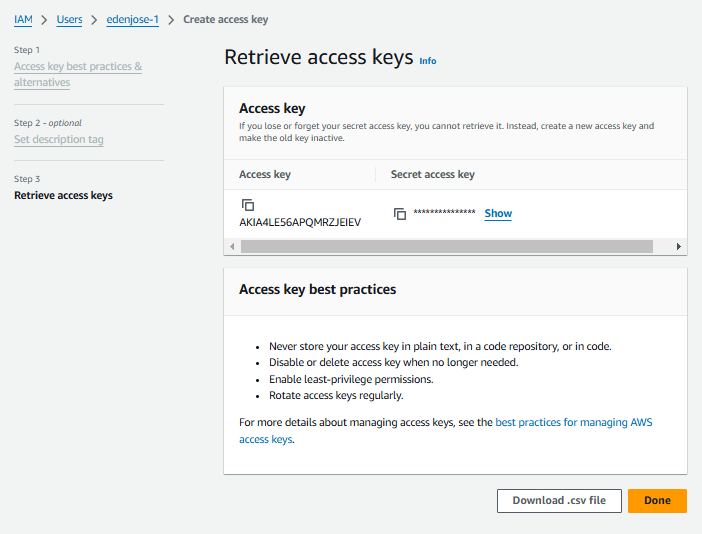 IAM > Users > edenjose-1 > Create access key
Step 1
Access key best practices &
alternatives
Step 2 - optional
Set description tag
Step 3
Retrieve access keys
Retrieve access keys Info
Access key
If you lose or forget your secret access key, you cannot retrieve it. Instead, create a new access key and
make the old key inactive.
Access key Secret access key
AKIA4LE56APQMRZJEIEV *************** Show
Access key best practices
• Never store your access key in plain text, in a code repository, or in code.
• Disable or delete access key when no longer needed.
• Enable least-privilege permissions.
• Rotate access keys regularly.
For more details about managing access keys, see the best practices for managing AWS
access keys.
Download .csv file Done